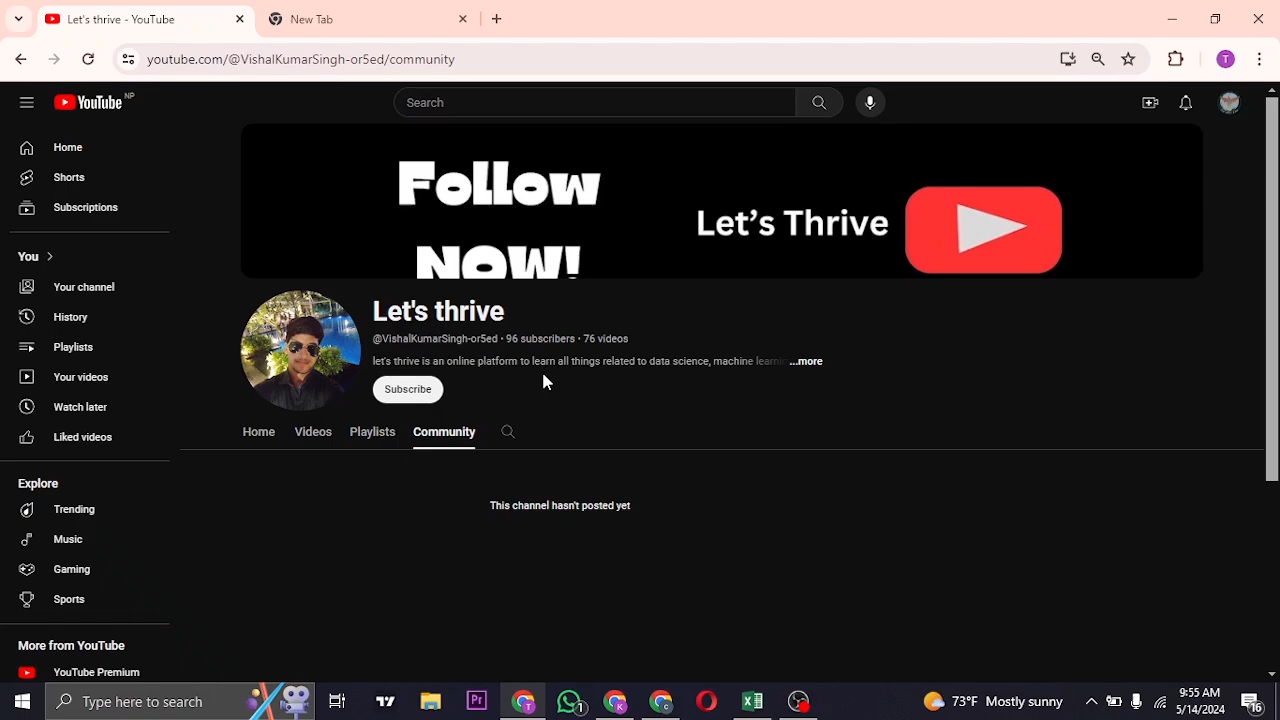 Let's thrive - YouTube
New Tab
youtube.com/@VishalKumarSingh-or5ed/community
T
YouTube NP
Search
Home
Shorts
Subscriptions
You
Your channel
History
Playlists
Your videos
Watch later
Liked videos
Explore
Trending
Music
Gaming
Sports
More from YouTube
YouTube Premium
Follow
NOW!
Let's Thrive
Let's thrive
@VishalKumarSingh-or5ed • 96 subscribers • 76 videos
let's thrive is an online platform to learn all things related to data science, machine ...more
Subscribe
Home Videos Playlists Community
This channel hasn't posted yet
Type here to search
Pr
T
1
K
C
73°F Mostly sunny
9:55 AM
5/14/2024
16